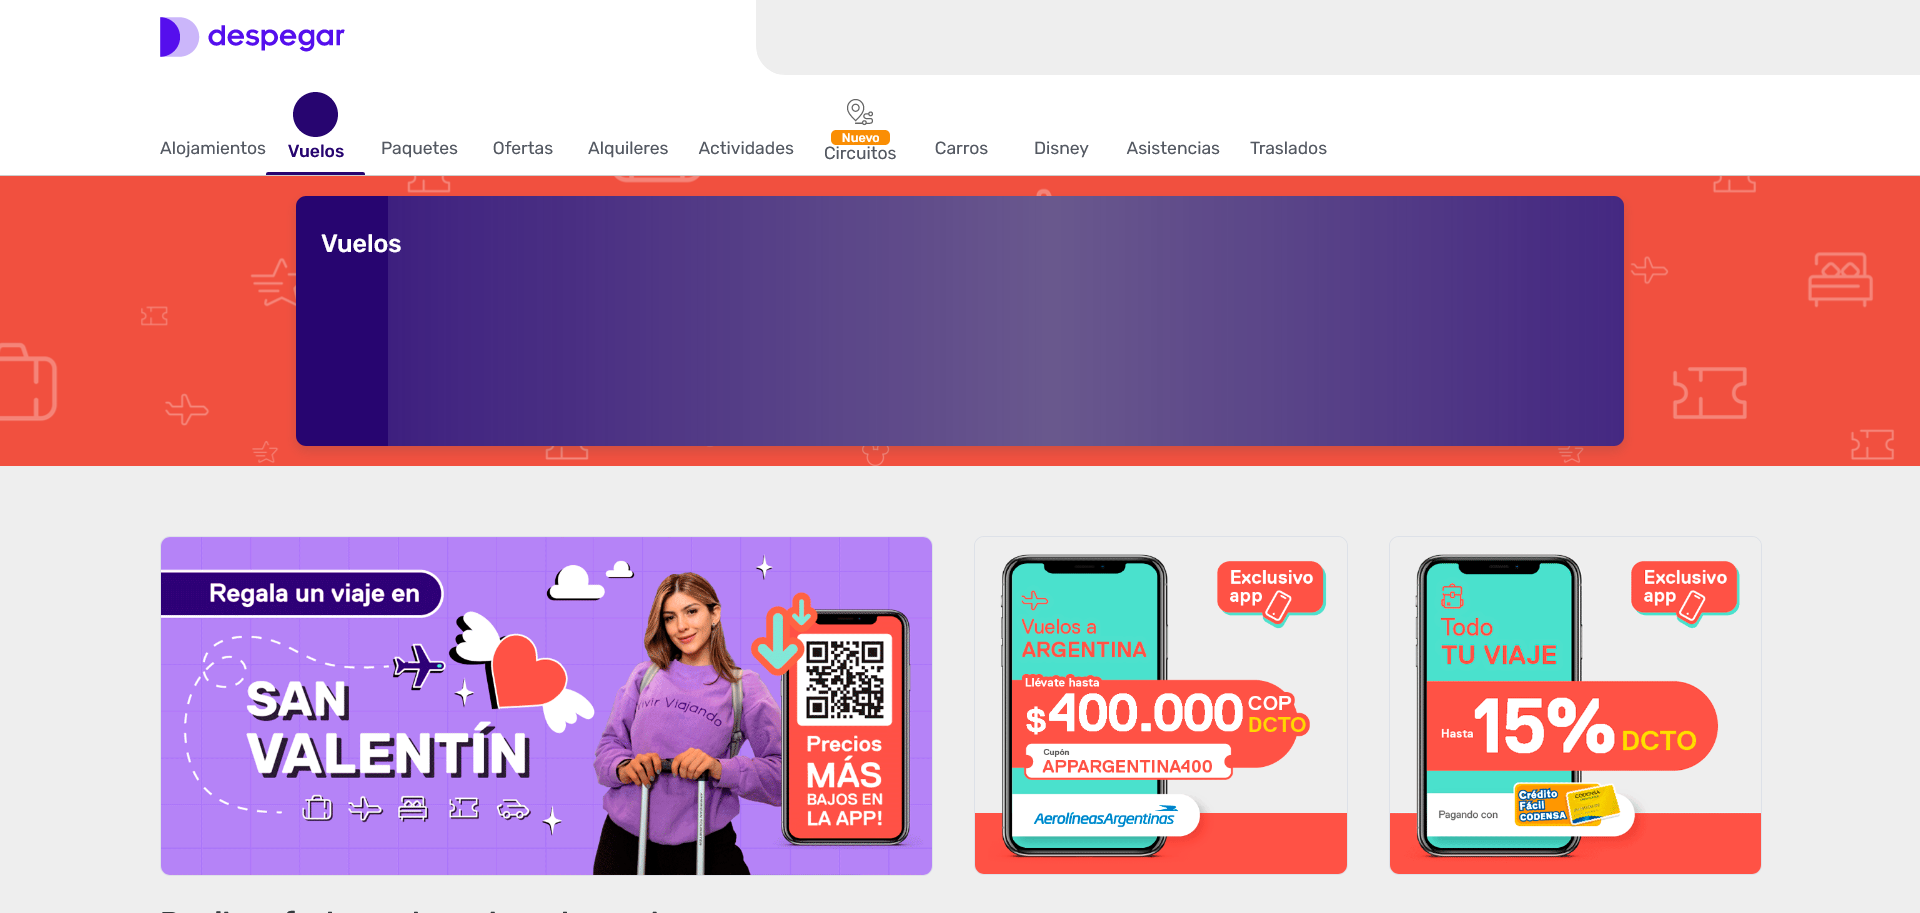 despegar
Alojamientos
Vuelos
Paquetes
Ofertas
Alquileres
Actividades
Nuevo
Circuitos
Carros
Disney
Asistencias
Traslados
Vuelos
Regala un viaje en
SAN
VALENTÍN
Vivir Viajando
Precios
MÁS
BAJOS EN
LA APP!
Exclusivo
app
Vuelos a
ARGENTINA
Llévate hasta
$400.000 COP
DCTO
Cupón
APPARGENTINA400
AerolíneasArgentinas
Exclusivo
app
Todo
TU VIAJE
Hasta 15% DCTO
Pagando con
Crédito
Fácil
CODENSA
CODENSA